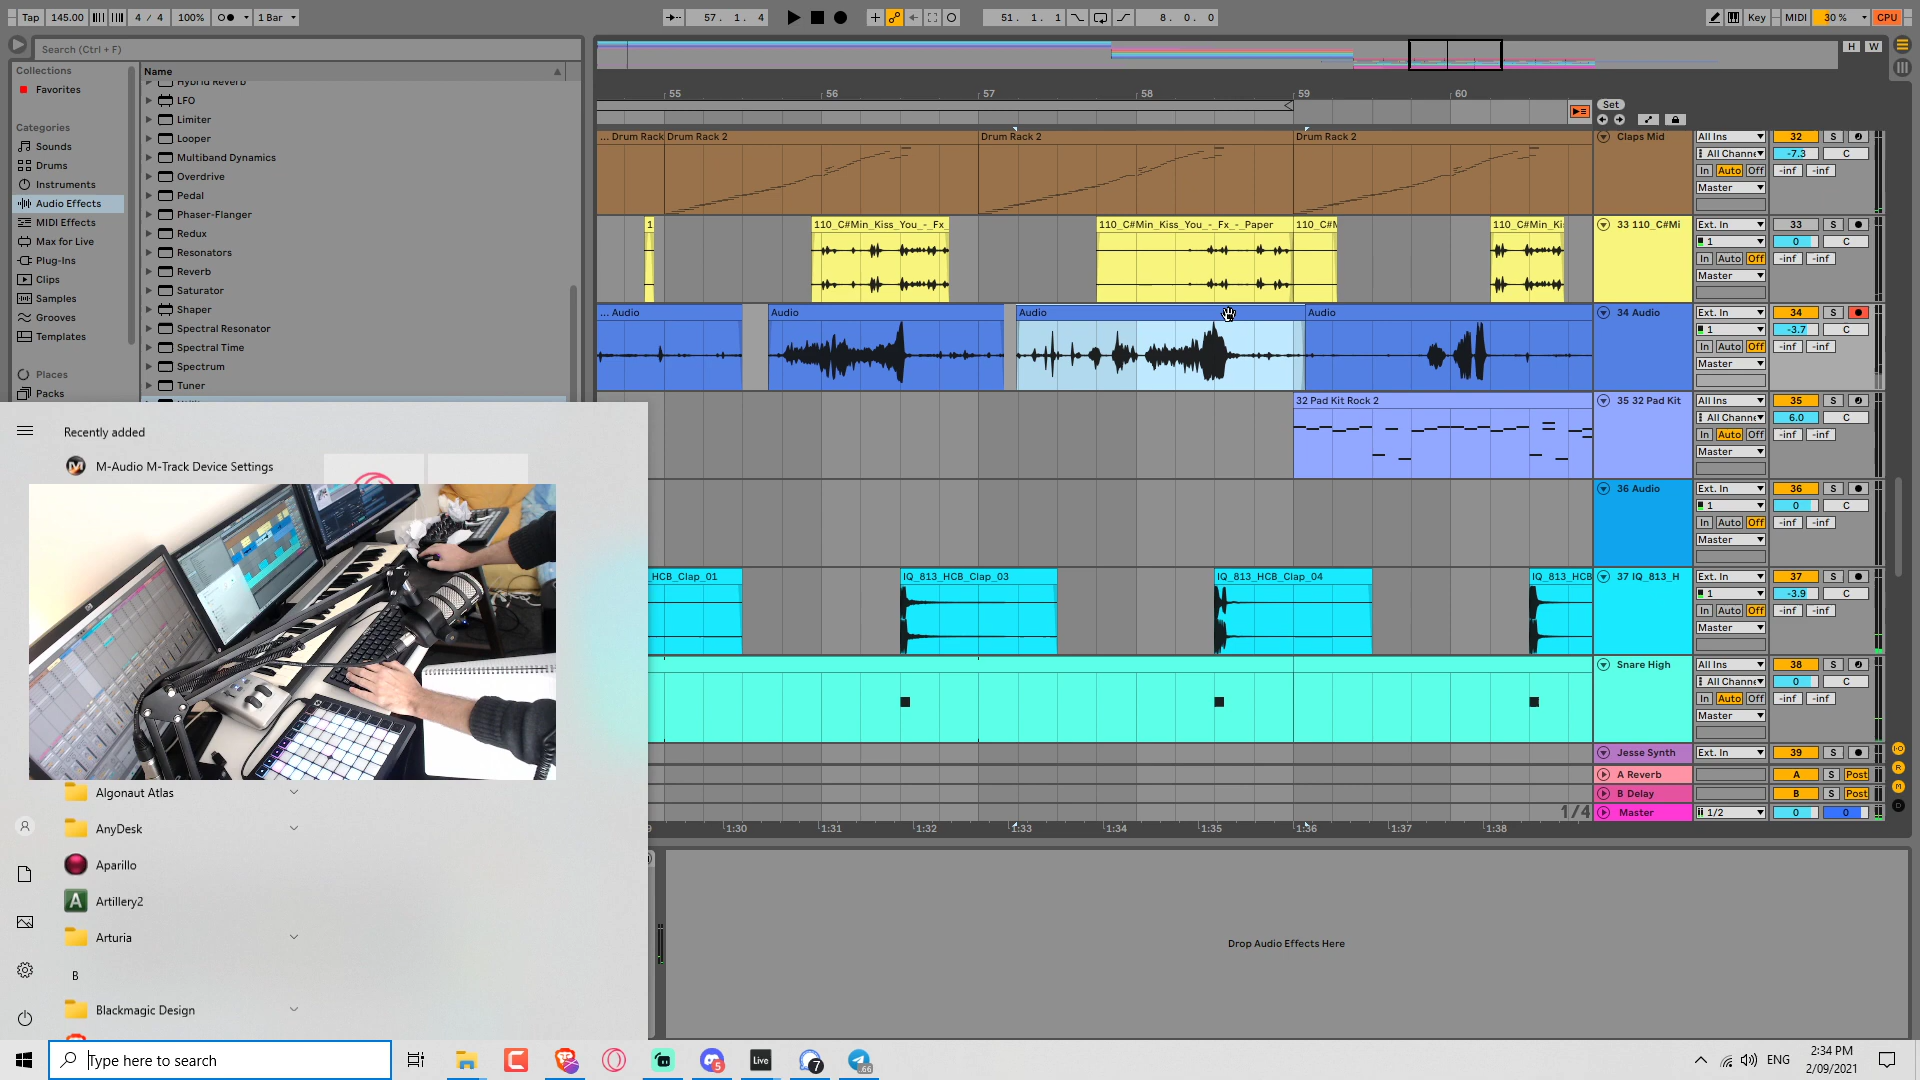 Tap 145.00 4 / 4 100% 1 Bar 57. 1. 4 51. 1. 1 8. 0. 0 Key MIDI 30 % CPU
Search (Ctrl + F)
H W
Collections
Favorites
Categories
Sounds
Drums
Instruments
Audio Effects
MIDI Effects
Max for Live
Plug-Ins
Clips
Samples
Grooves
Templates
Places
Packs
Name
Hybrid Reverb
LFO
Limiter
Looper
Multiband Dynamics
Overdrive
Pedal
Phaser-Flanger
Redux
Resonators
Reverb
Saturator
Shaper
Spectral Resonator
Spectral Time
Spectrum
Tuner
55 56 57 58 59 60
Set
... Drum Rack Drum Rack 2 Drum Rack 2 Drum Rack 2
Claps Mid All Ins 32 S
All Channe -7.3 C
In Auto Off -inf -inf
Master
1 110_C#Min_Kiss_You_-_Fx_ 110_C#Min_Kiss_You_-_Fx_-_Paper 110_C#M 110_C#Min_Ki
33 110_C#Mi Ext. In 33 S
1 0 C
In Auto Off -inf -inf
Master
... Audio Audio Audio Audio
34 Audio Ext. In 34 S
1 -3.7 C
In Auto Off -inf -inf
Master
32 Pad Kit Rock 2
35 32 Pad Kit All Ins 35 S
All Channe 6.0 C
In Auto Off -inf -inf
Master
36 Audio Ext. In 36 S
1 0 C
In Auto Off -inf -inf
Master
HCB_Clap_01 IQ_813_HCB_Clap_03 IQ_813_HCB_Clap_04 IQ_813_HCB
37 IQ_813_H Ext. In 37 S
1 -3.9 C
In Auto Off -inf -inf
Master
Snare High All Ins 38 S
All Channe 0 C
In Auto Off -inf -inf
Master
Jesse Synth Ext. In 39 S
A Reverb A S Post
B Delay B S Post
1/4 Master 1/2 0 0
1:30 1:31 1:32 1:33 1:34 1:35 1:36 1:37 1:38
Drop Audio Effects Here
Recently added
M-Audio M-Track Device Settings
Algonaut Atlas
AnyDesk
Aparillo
Artillery2
Arturia
B
Blackmagic Design
Type here to search
Live
5
7
66
ENG
2:34 PM
2/09/2021